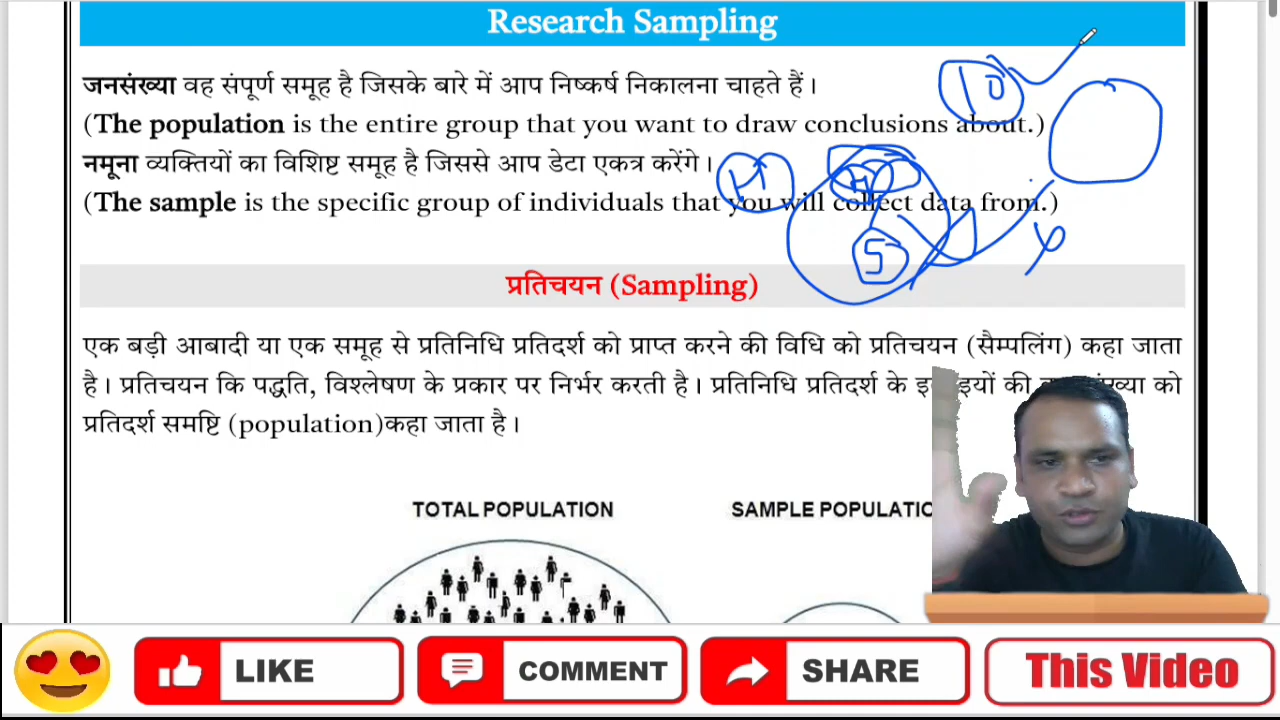 Research Sampling
जनसंख्या वह संपूर्ण समूह है जिसके बारे में आप निष्कर्ष निकालना चाहते हैं।
(The population is the entire group that you want to draw conclusions about.)
10
नमूना व्यक्तियों का विशिष्ट समूह है जिससे आप डेटा एकत्र करेंगे।
(The sample is the specific group of individuals that you will collect data from.)
5
प्रतिचयन (Sampling)
एक बड़ी आबादी या एक समूह से प्रतिनिधि प्रतिदर्श को प्राप्त करने की विधि को प्रतिचयन (सैम्पलिंग) कहा जाता
है। प्रतिचयन कि पद्धति, विश्लेषण के प्रकार पर निर्भर करती है। प्रतिनिधि प्रतिदर्श के की को
प्रतिदर्श समष्टि (population)कहा जाता है।
TOTAL POPULATION
SAMPLE POPULATIO
LIKE
COMMENT
SHARE
This Video